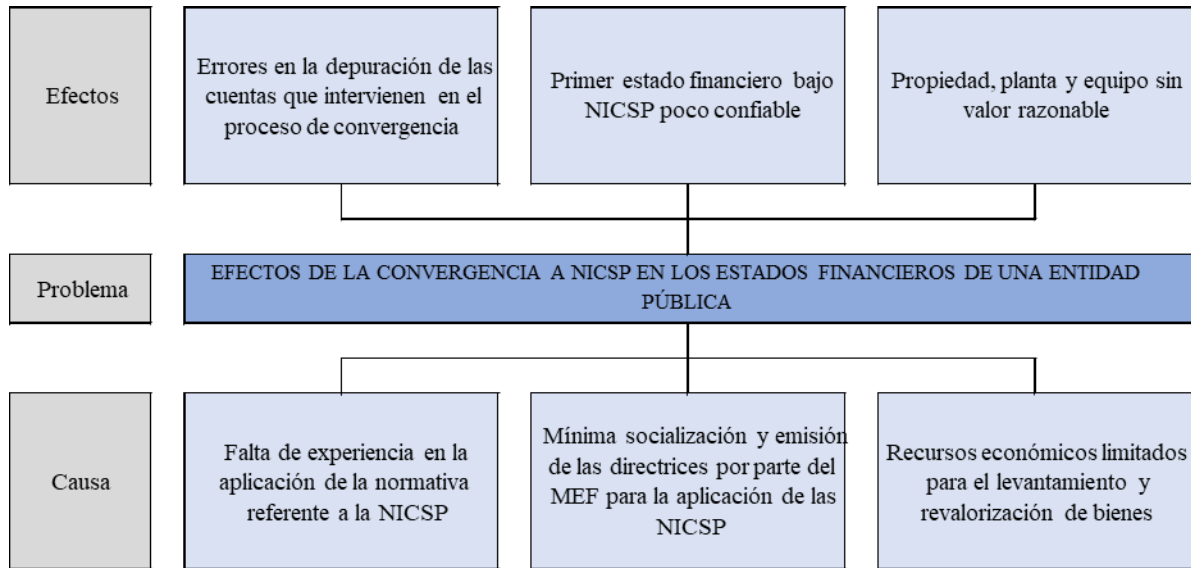 Efectos
Errores en la depuración de las
cuentas que intervienen en el
proceso de convergencia
Primer estado financiero bajo
NICSP poco confiable
Propiedad, planta y equipo sin
valor razonable
Problema
EFECTOS DE LA CONVERGENCIA A NICSP EN LOS ESTADOS FINANCIEROS DE UNA ENTIDAD
PÚBLICA
Causa
Falta de experiencia en la
aplicación de la normativa
referente a la NICSP
Mínima socialización y emisión
de las directrices por parte del
MEF para la aplicación de las
NICSP
Recursos económicos limitados
para el levantamiento y
revalorización de bienes